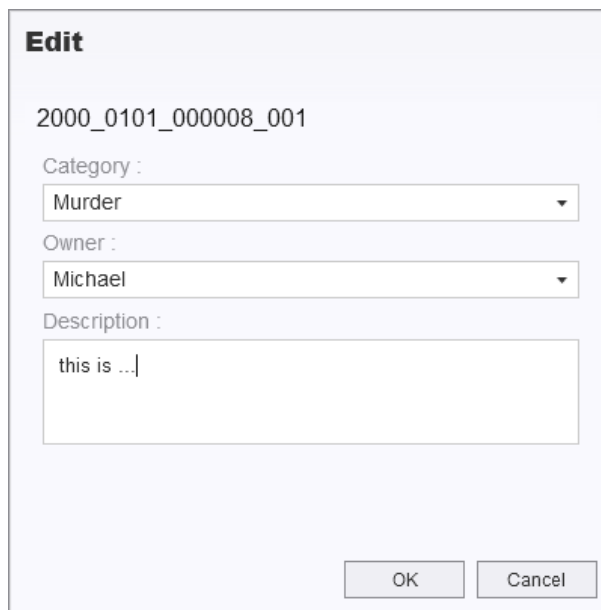 Edit
2000_0101_000008_001
Category :
Murder
Owner :
Michael
Description :
this is ...
OK
Cancel